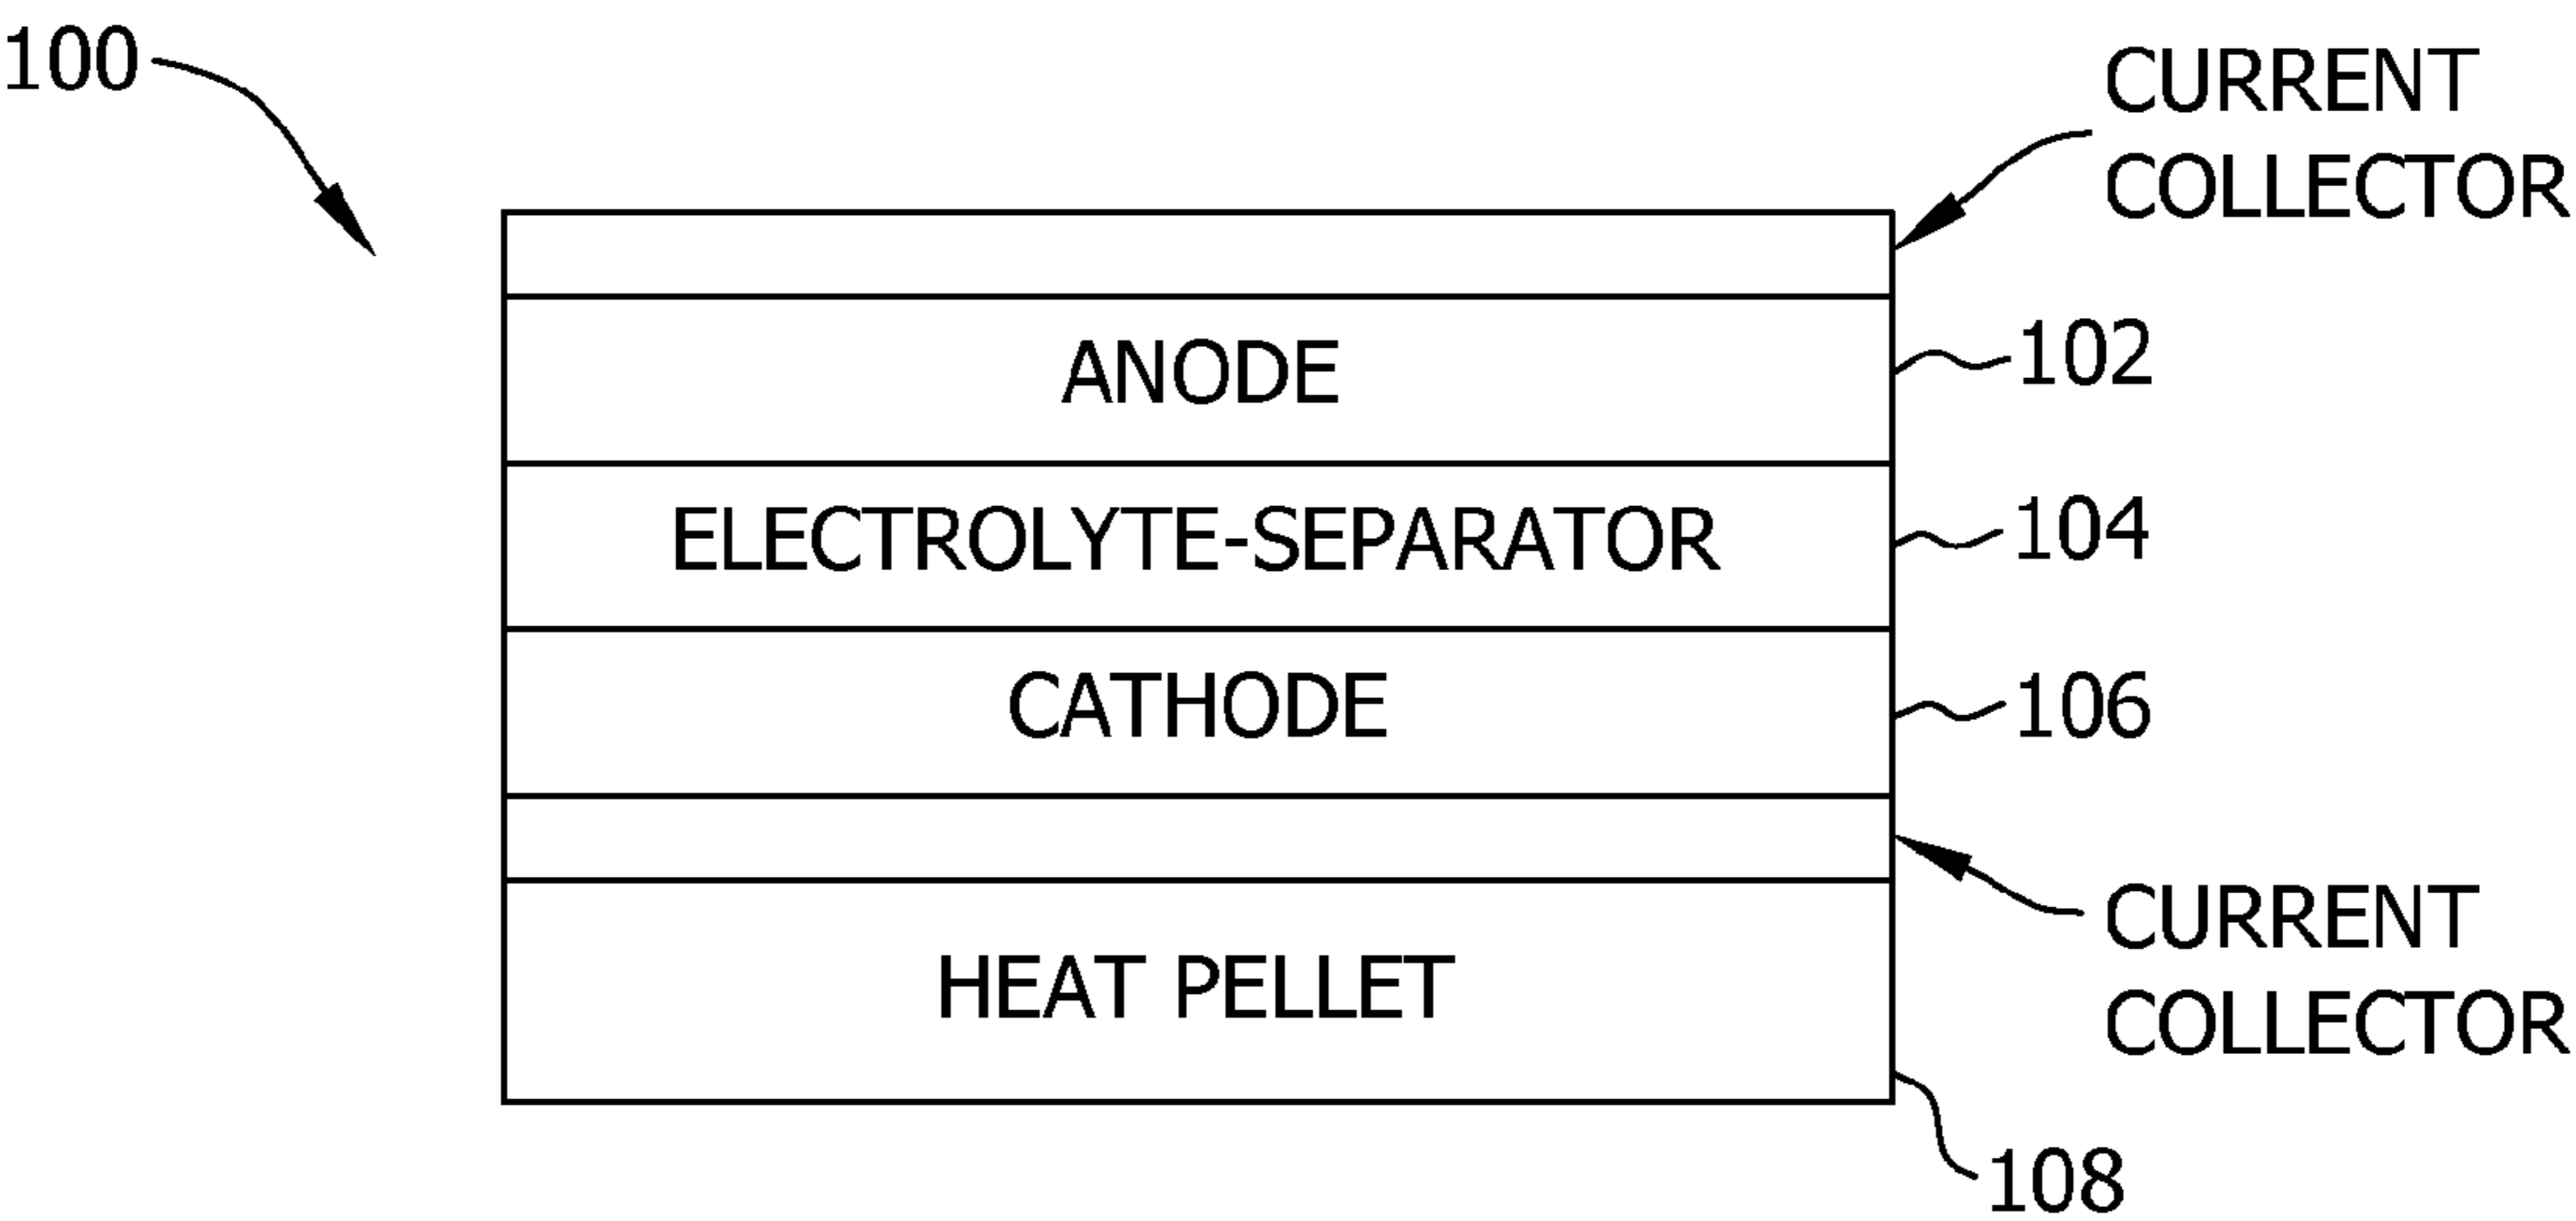 100
CURRENT
COLLECTOR
ANODE
102
ELECTROLYTE-SEPARATOR
104
CATHODE
106
CURRENT
COLLECTOR
HEAT PELLET
108